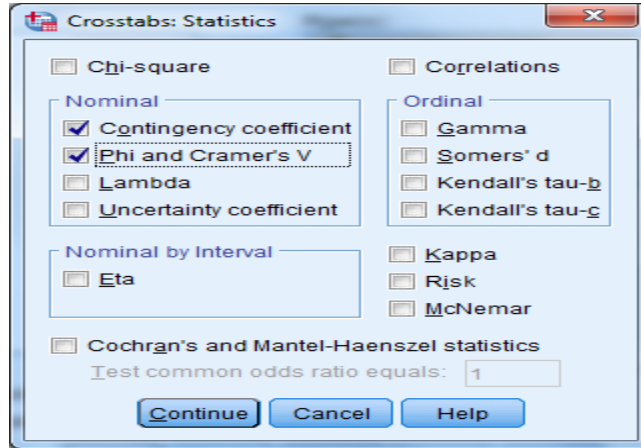 Crosstabs: Statistics
Chi-square
Correlations
Nominal
Contingency coefficient
Phi and Cramer's V
Lambda
Uncertainty coefficient
Ordinal
Gamma
Somers' d
Kendall's tau-b
Kendall's tau-c
Nominal by Interval
Eta
Kappa
Risk
McNemar
Cochran's and Mantel-Haenszel statistics
Test common odds ratio equals: 1
Continue Cancel Help